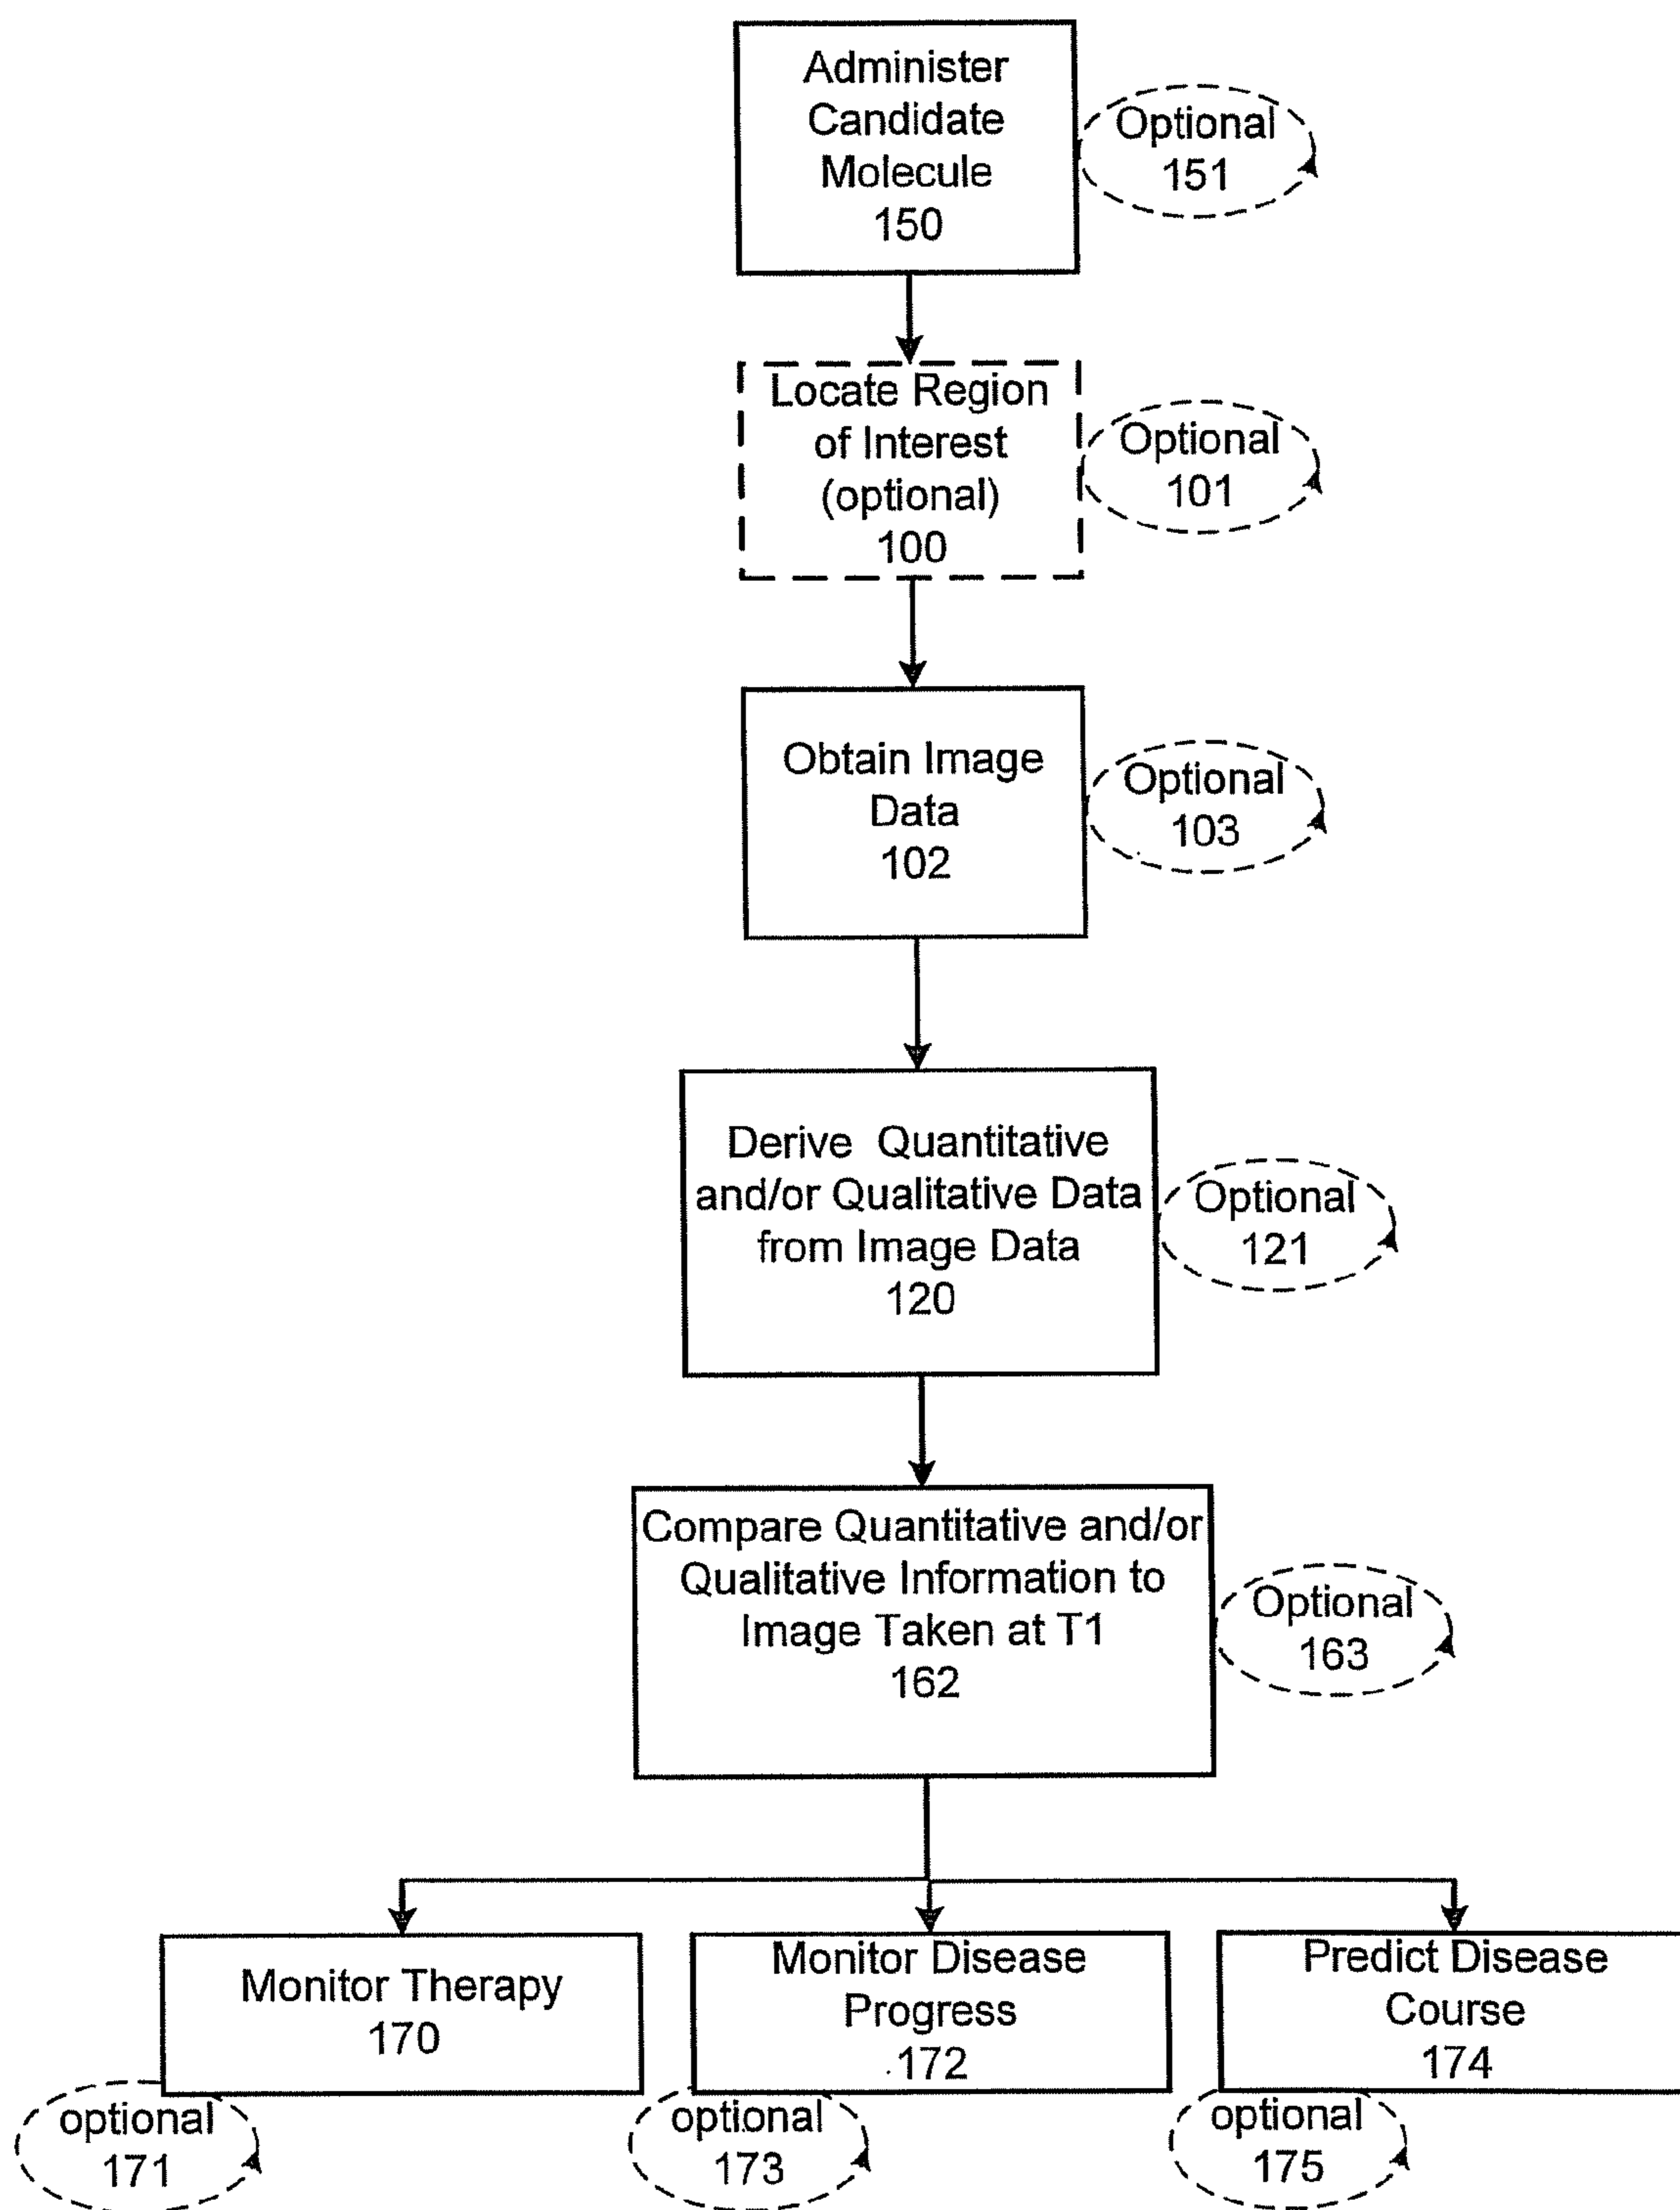 Administer
Candidate
Molecule
150
Optional
151
Locate Region
of Interest
(optional)
100
Optional
101
Obtain Image
Data
102
Optional
103
Derive Quantitative
and/or Qualitative Data
from Image Data
120
Optional
121
Compare Quantitative and/or
Qualitative Information to
Image Taken at T1
162
Optional
163
Monitor Therapy
170
optional
171
Monitor Disease
Progress
172
optional
173
Predict Disease
Course
174
optional
175